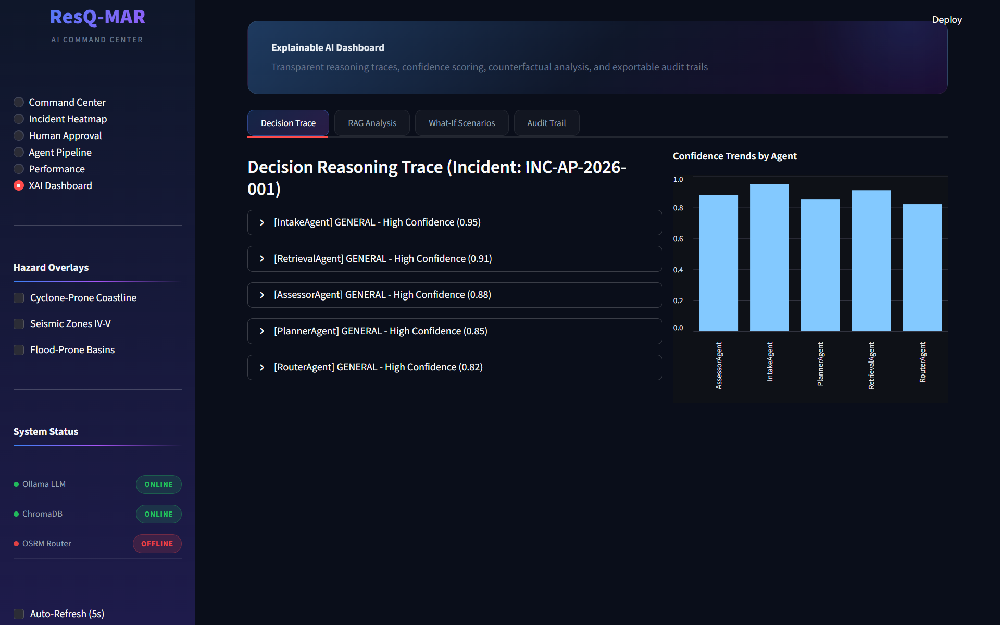 ResQ-MAR
AI COMMAND CENTER
Command Center
Incident Heatmap
Human Approval
Agent Pipeline
Performance
XAI Dashboard
Hazard Overlays
Cyclone-Prone Coastline
Seismic Zones IV-V
Flood-Prone Basins
System Status
Ollama LLM ONLINE
ChromaDB ONLINE
OSRM Router OFFLINE
Auto-Refresh (5s)
Deploy
Explainable AI Dashboard
Transparent reasoning traces, confidence scoring, counterfactual analysis, and exportable audit trails
Decision Trace RAG Analysis What-If Scenarios Audit Trail
Decision Reasoning Trace (Incident: INC-AP-2026-
001)
[IntakeAgent] GENERAL - High Confidence (0.95)
[RetrievalAgent] GENERAL - High Confidence (0.91)
[AssessorAgent] GENERAL - High Confidence (0.88)
[PlannerAgent] GENERAL - High Confidence (0.85)
[RouterAgent] GENERAL - High Confidence (0.82)
Confidence Trends by Agent
1.0
0.8
0.6
0.4
0.2
0.0
AssessorAgent
IntakeAgent
PlannerAgent
RetrievalAgent
RouterAgent